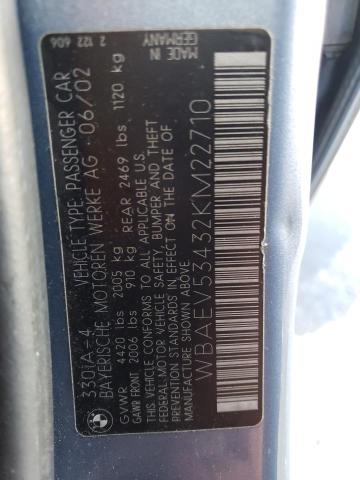 MADE IN
GERMANY
2 122 606
330i/A-4
VEHICLE TYPE: PASSENGER CAR
BAYERISCHE MOTOREN WERKE AG 06/02
GVWR 4420 lbs 2005 kg
GAWR FRONT 2006 lbs 910 kg REAR 2469 lbs 1120 kg
THIS VEHICLE CONFORMS TO ALL APPLICABLE U.S.
FEDERAL MOTOR VEHICLE SAFETY, BUMPER AND THEFT
PREVENTION STANDARDS IN EFFECT ON THE DATE OF
MANUFACTURE SHOWN ABOVE.
WBAEV53432KM22710